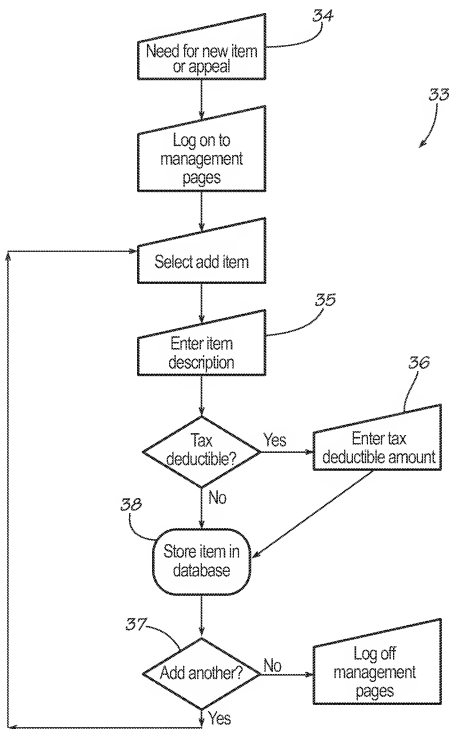 34
Need for new item
or appeal
33
Log on to
management
pages
Select add item
35
Enter item
description
36
Tax
deductible?
Yes
Enter tax
deductible amount
No
38
Store item in
database
37
Add another?
No
Log off
management
pages
Yes